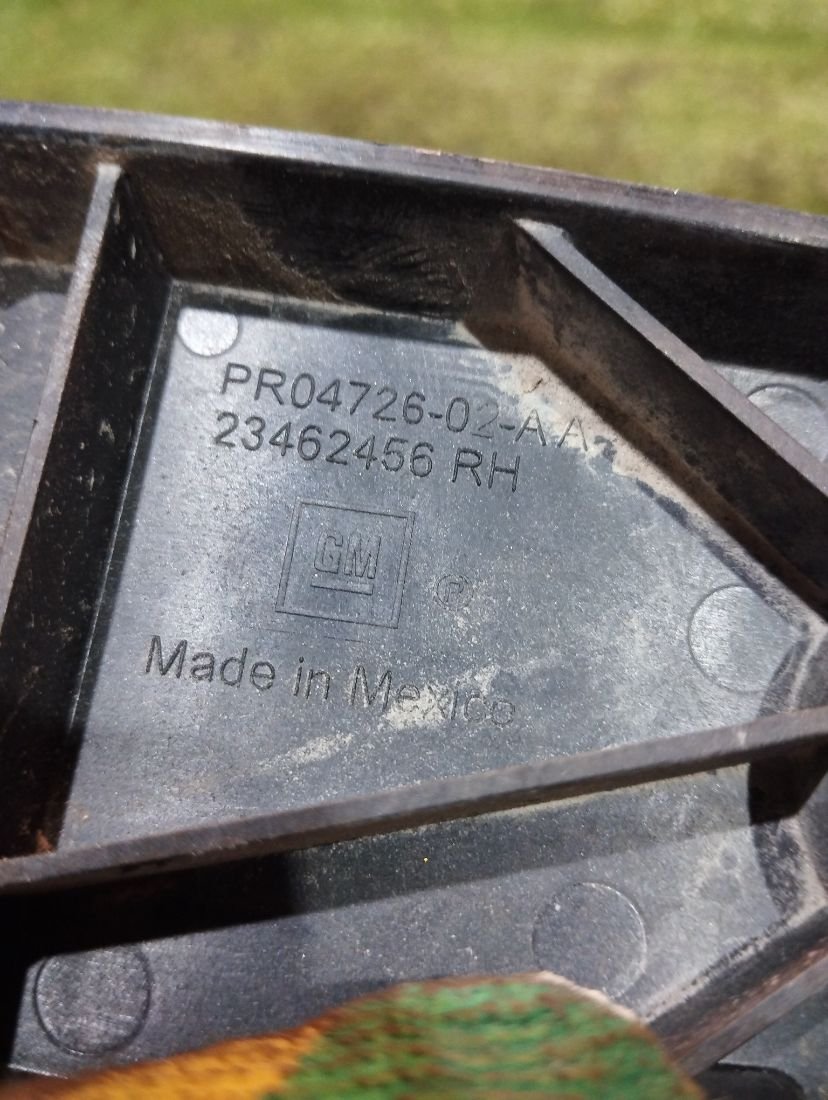 PR04726-02-AA
23462456 RH
GM
®
Made in Mexico